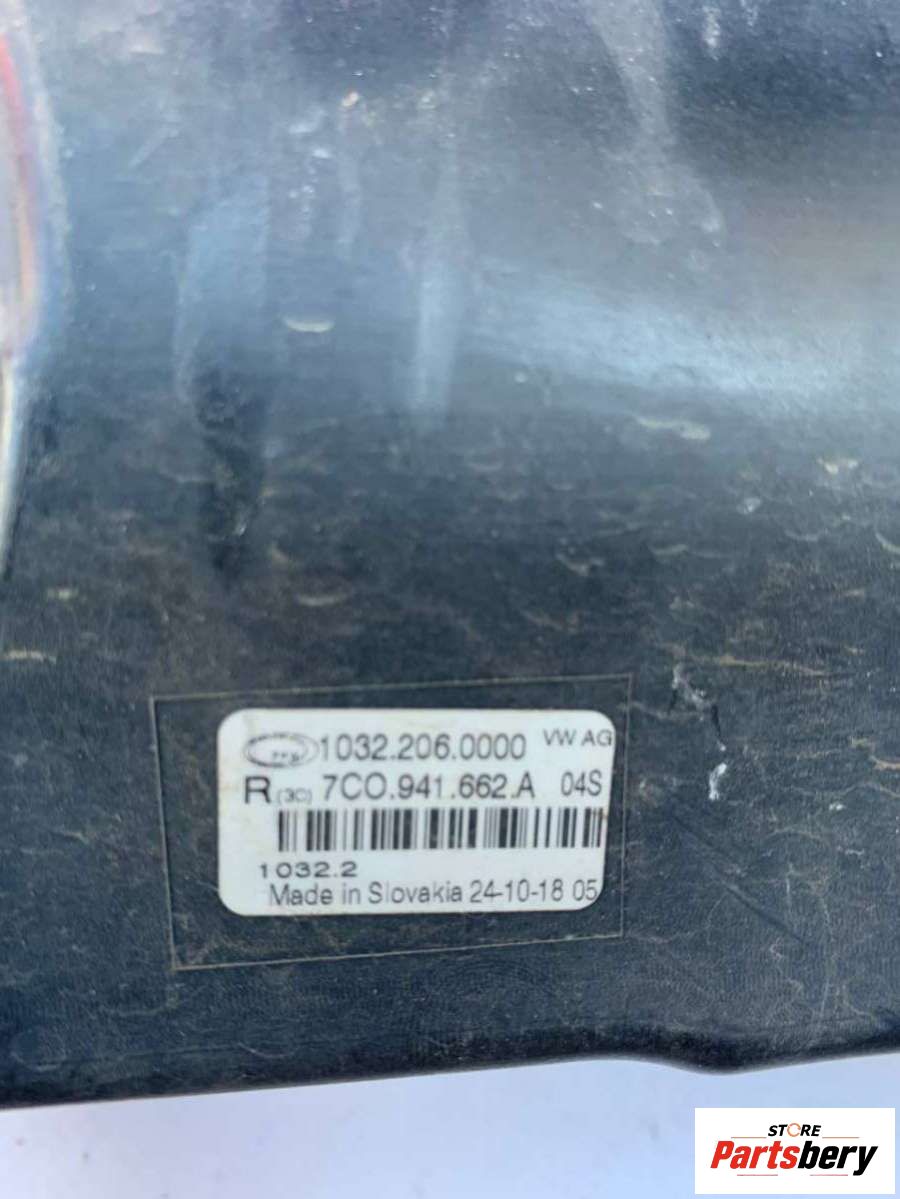 1032.206.0000 VW AG
R (3C) 7C0.941.662.A 04S
1032.2
Made in Slovakia 24-10-18 05
STORE
Partsbery